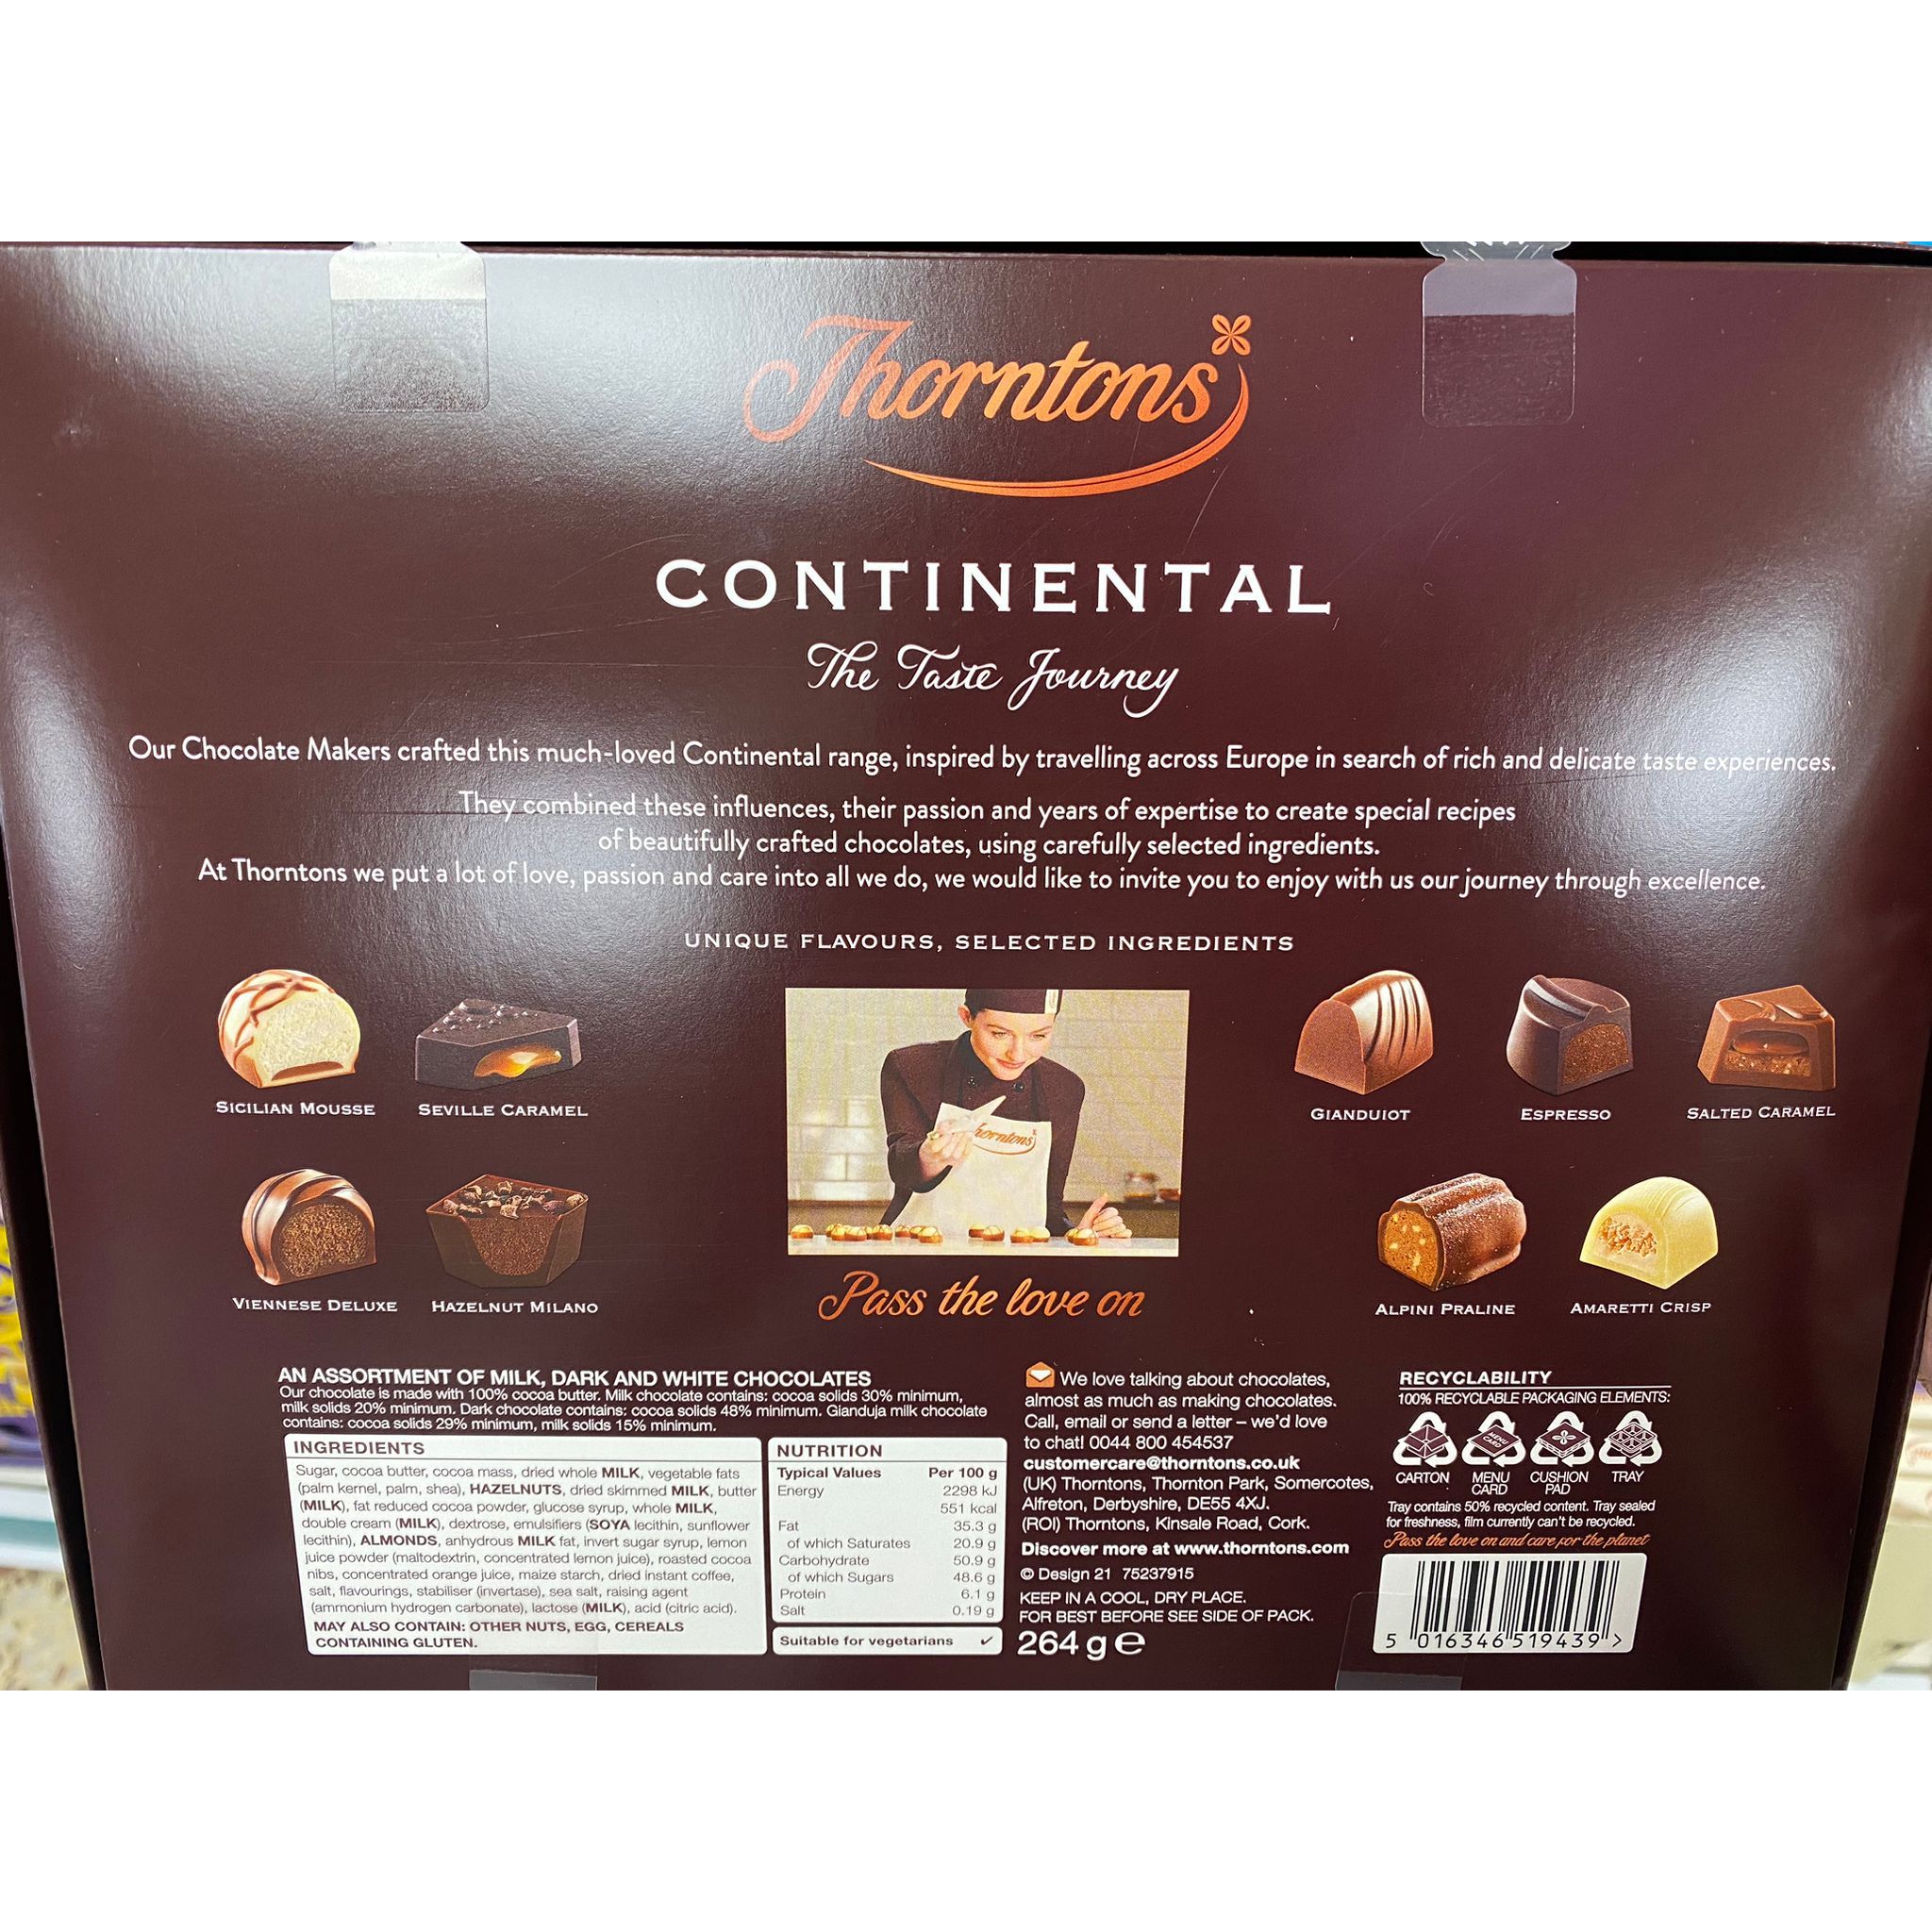 Thorntons
CONTINENTAL
The Taste Journey
Our Chocolate Makers crafted this much-loved Continental range, inspired by travelling across Europe in search of rich and delicate taste experiences.
They combined these influences, their passion and years of expertise to create special recipes
of beautifully crafted chocolates, using carefully selected ingredients.
At Thorntons we put a lot of love, passion and care into all we do, we would like to invite you to enjoy with us our journey through excellence.
UNIQUE FLAVOURS, SELECTED INGREDIENTS
SICILIAN MOUSSE
SEVILLE CARAMEL
VIENNESE DELUXE
HAZELNUT MILANO
Thorntons
Pass the love on
GIANDUIOT
ESPRESSO
SALTED CARAMEL
ALPINI PRALINE
AMARETTI CRISP
AN ASSORTMENT OF MILK, DARK AND WHITE CHOCOLATES
Our chocolate is made with 100% cocoa butter. Milk chocolate contains: cocoa solids 30% minimum,
milk solids 20% minimum. Dark chocolate contains: cocoa solids 48% minimum. Gianduja milk chocolate
contains: cocoa solids 29% minimum, milk solids 15% minimum.
INGREDIENTS
Sugar, cocoa butter, cocoa mass, dried whole MILK, vegetable fats
(palm kernel, palm, shea), HAZELNUTS, dried skimmed MILK, butter
(MILK), fat reduced cocoa powder, glucose syrup, whole MILK,
double cream (MILK), dextrose, emulsifiers (SOYA lecithin, sunflower
lecithin), ALMONDS, anhydrous MILK fat, invert sugar syrup, lemon
juice powder (maltodextrin, concentrated lemon juice), roasted cocoa
nibs, concentrated orange juice, maize starch, dried instant coffee,
salt, flavourings, stabiliser (invertase), sea salt, raising agent
(ammonium hydrogen carbonate), lactose (MILK), acid (citric acid).
MAY ALSO CONTAIN: OTHER NUTS, EGG, CEREALS
CONTAINING GLUTEN.
NUTRITION
Typical Values Per 100 g
Energy 2298 kJ
551 kcal
Fat 35.3 g
of which Saturates 20.9 g
Carbohydrate 50.9 g
of which Sugars 48.6 g
Protein 6.1 g
Salt 0.19 g
Suitable for vegetarians ✓
We love talking about chocolates,
almost as much as making chocolates.
Call, email or send a letter – we'd love
to chat! 0044 800 454537
customercare@thorntons.co.uk
(UK) Thorntons, Thornton Park, Somercotes,
Alfreton, Derbyshire, DE55 4XJ.
(ROI) Thorntons, Kinsale Road, Cork.
Discover more at www.thorntons.com
© Design 21 75237915
KEEP IN A COOL, DRY PLACE.
FOR BEST BEFORE SEE SIDE OF PACK.
264 g e
RECYCLABILITY
100% RECYCLABLE PACKAGING ELEMENTS:
MENU CARD
CARTON
MENU CARD
CUSHION PAD
TRAY
Tray contains 50% recycled content. Tray sealed
for freshness, film currently can't be recycled.
Pass the love on and care for the planet
5 016346 519439 >